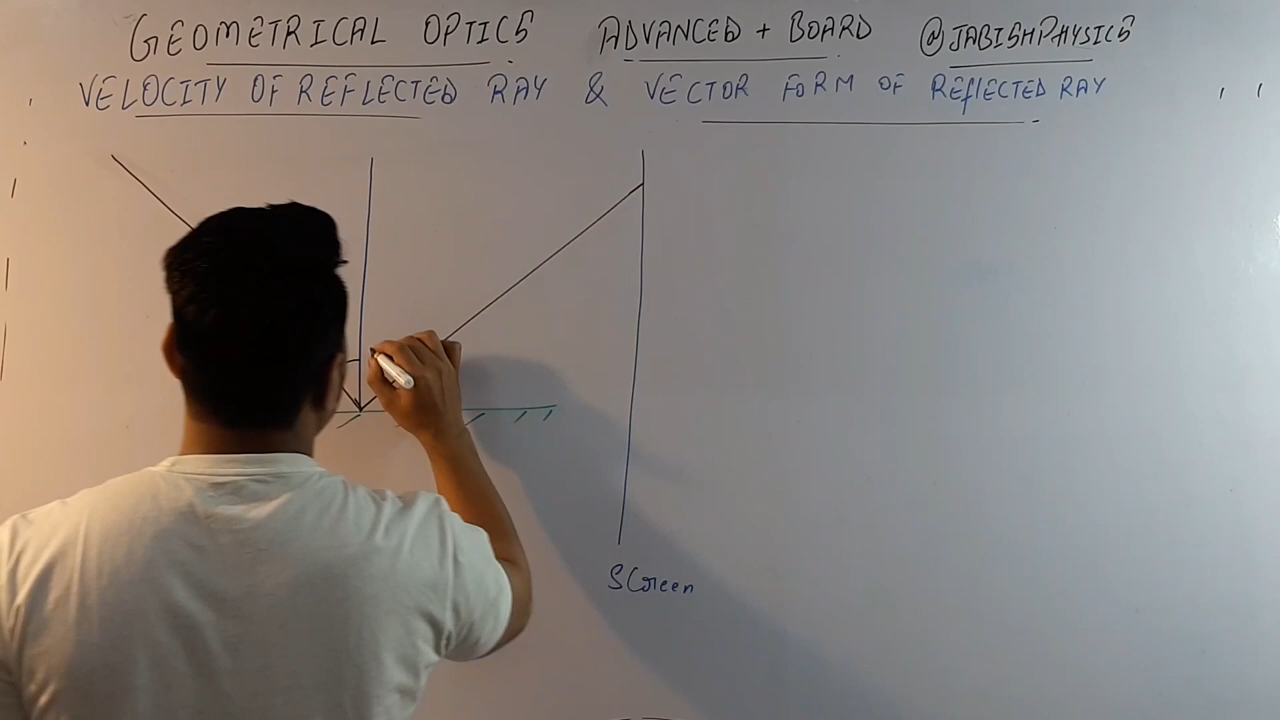 GEOMETRICAL OPTICS ADVANCED + BOARD @JABISHPHYSICS
VELOCITY OF REFLECTED RAY & VECTOR FORM OF REflECTED RAY
SCreen